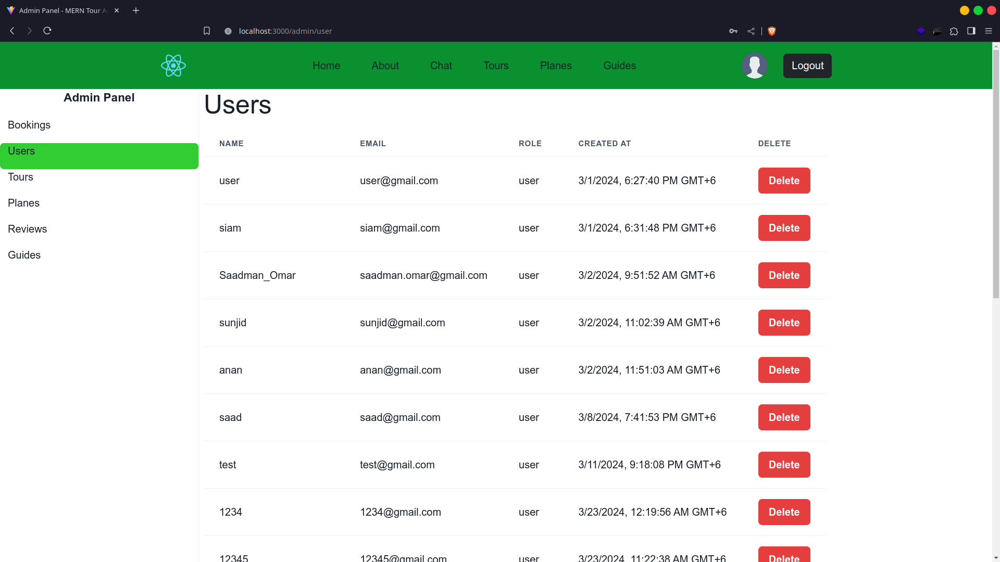 Admin Panel - MERN Tour A
localhost:3000/admin/user
Home About Chat Tours Planes Guides Logout
Admin Panel
Bookings
Users
Tours
Planes
Reviews
Guides
Users
NAME EMAIL ROLE CREATED AT DELETE
user user@gmail.com user 3/1/2024, 6:27:40 PM GMT+6 Delete
siam siam@gmail.com user 3/1/2024, 6:31:48 PM GMT+6 Delete
Saadman_Omar saadman.omar@gmail.com user 3/2/2024, 9:51:52 AM GMT+6 Delete
sunjid sunjid@gmail.com user 3/2/2024, 11:02:39 AM GMT+6 Delete
anan anan@gmail.com user 3/2/2024, 11:51:03 AM GMT+6 Delete
saad saad@gmail.com user 3/8/2024, 7:41:53 PM GMT+6 Delete
test test@gmail.com user 3/11/2024, 9:18:08 PM GMT+6 Delete
1234 1234@gmail.com user 3/23/2024, 12:19:56 AM GMT+6 Delete
12345 12345@gmail.com user 3/23/2024, 11:22:38 AM GMT+6 Delete